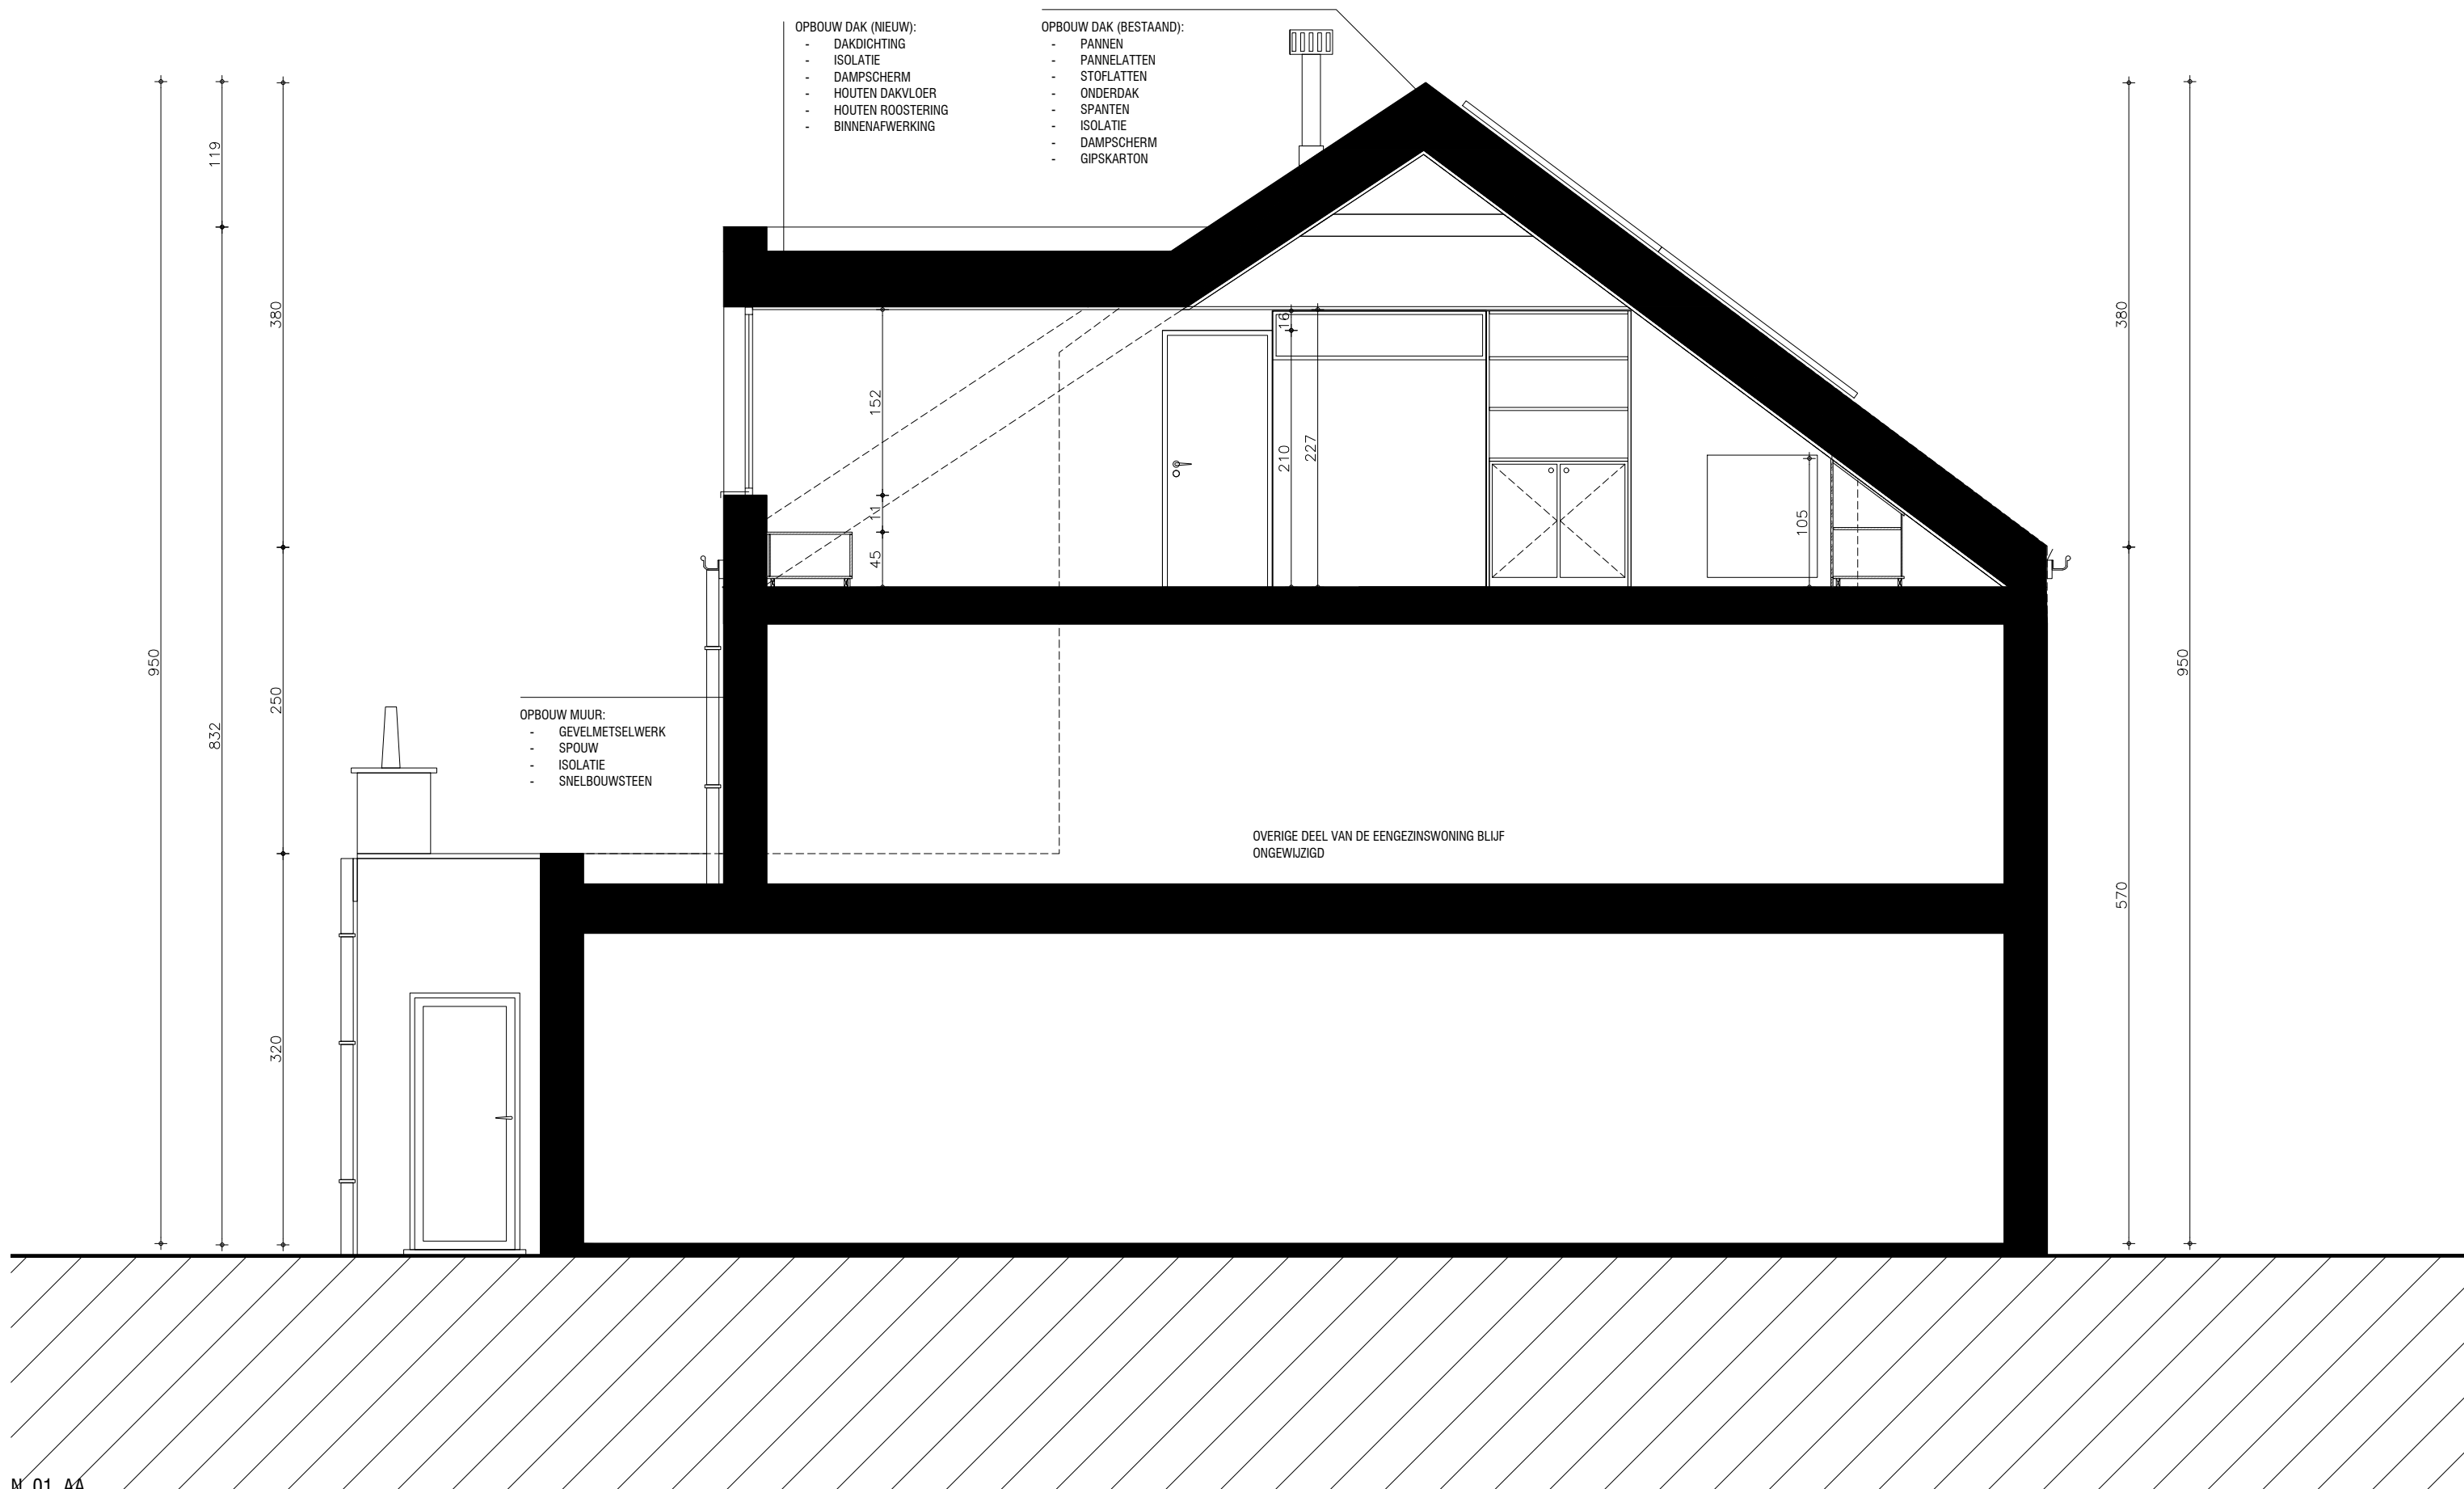 OPBOUW DAK (NIEUW):
- DAKDICHTING
- ISOLATIE
- DAMPSCHERM
- HOUTEN DAKVLOER
- HOUTEN ROOSTERING
- BINNENAFWERKING
OPBOUW DAK (BESTAAND):
- PANNEN
- PANNELATTEN
- STOFLATTEN
- ONDERDAK
- SPANTEN
- ISOLATIE
- DAMPSCHERM
- GIPSKARTON
119
380
950
832
250
320
152
11
45
16
210
227
105
380
950
570
OPBOUW MUUR:
- GEVELMETSELWERK
- SPOUW
- ISOLATIE
- SNELBOUWSTEEN
OVERIGE DEEL VAN DE EENGEZINSWONING BLIJF
ONGEWIJZIGD
N_01_AA